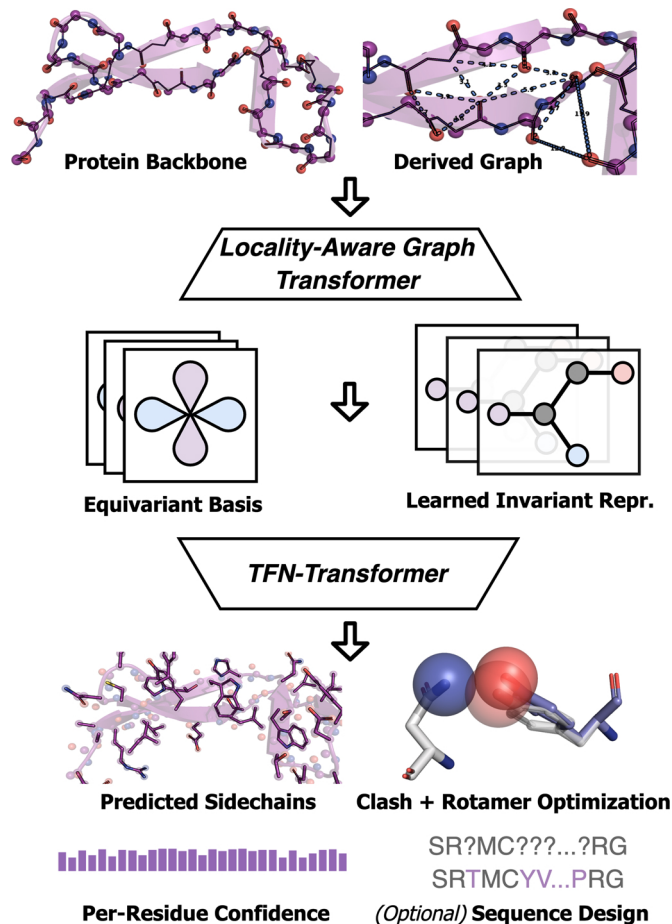 Protein Backbone
Derived Graph
Locality-Aware Graph
Transformer
Equivariant Basis
Learned Invariant Repr.
TFN-Transformer
Predicted Sidechains
Clash + Rotamer Optimization
SR?MC???...?RG
SRTMCYV...PRG
Per-Residue Confidence
(Optional) Sequence Design